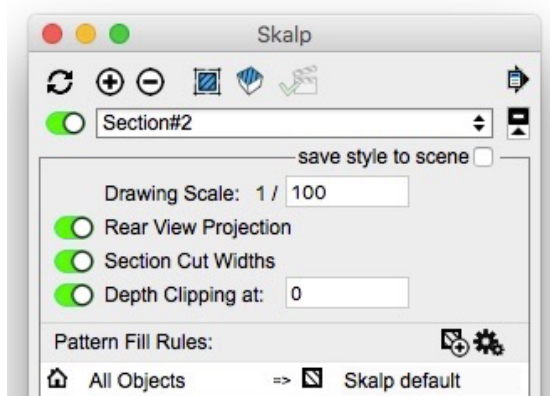 Skalp
Section#2
save style to scene
Drawing Scale: 1 / 100
Rear View Projection
Section Cut Widths
Depth Clipping at: 0
Pattern Fill Rules:
All Objects => Skalp default